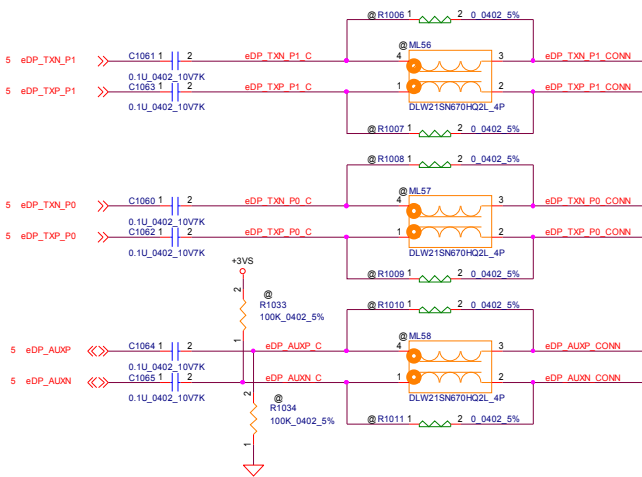 @ R1006 1 2 0_0402_5%
@ ML56
5 eDP_TXN_P1 C1061 1 2 eDP_TXN_P1_C 4 3 eDP_TXN_P1_CONN
0.1U_0402_10V7K
5 eDP_TXP_P1 C1063 1 2 eDP_TXP_P1_C 1 2 eDP_TXP_P1_CONN
0.1U_0402_10V7K DLW21SN670HQ2L_4P
@ R1007 1 2 0_0402_5%
@ R1008 1 2 0_0402_5%
@ ML57
5 eDP_TXN_P0 C1060 1 2 eDP_TXN_P0_C 4 3 eDP_TXN_P0_CONN
0.1U_0402_10V7K
5 eDP_TXP_P0 C1062 1 2 eDP_TXP_P0_C 1 2 eDP_TXP_P0_CONN
0.1U_0402_10V7K DLW21SN670HQ2L_4P
+3VS
@ R1009 1 2 0_0402_5%
2 @
R1033
100K_0402_5%
1
@ R1010 1 2 0_0402_5%
@ ML58
5 eDP_AUXP C1064 1 2 eDP_AUXP_C 4 3 eDP_AUXP_CONN
0.1U_0402_10V7K
5 eDP_AUXN C1065 1 2 eDP_AUXN_C 1 2 eDP_AUXN_CONN
0.1U_0402_10V7K DLW21SN670HQ2L_4P
2 @
R1034
100K_0402_5%
1
@ R1011 1 2 0_0402_5%